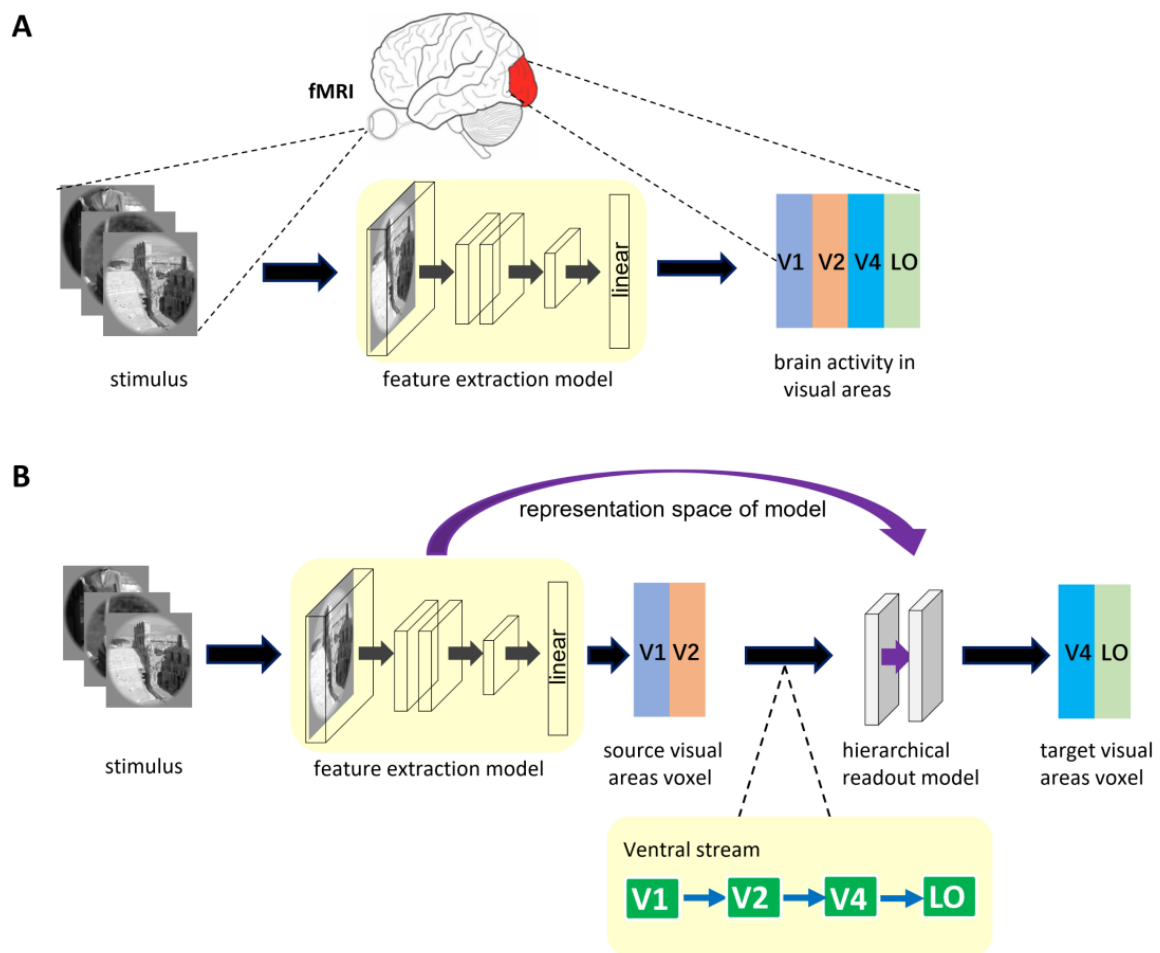 A
fMRI
linear
V1 V2 V4 LO
stimulus
feature extraction model
brain activity in
visual areas
B
representation space of model
linear
V1 V2
V4 LO
stimulus
feature extraction model
source visual
areas voxel
hierarchical
readout model
target visual
areas voxel
Ventral stream
V1 V2 V4 LO